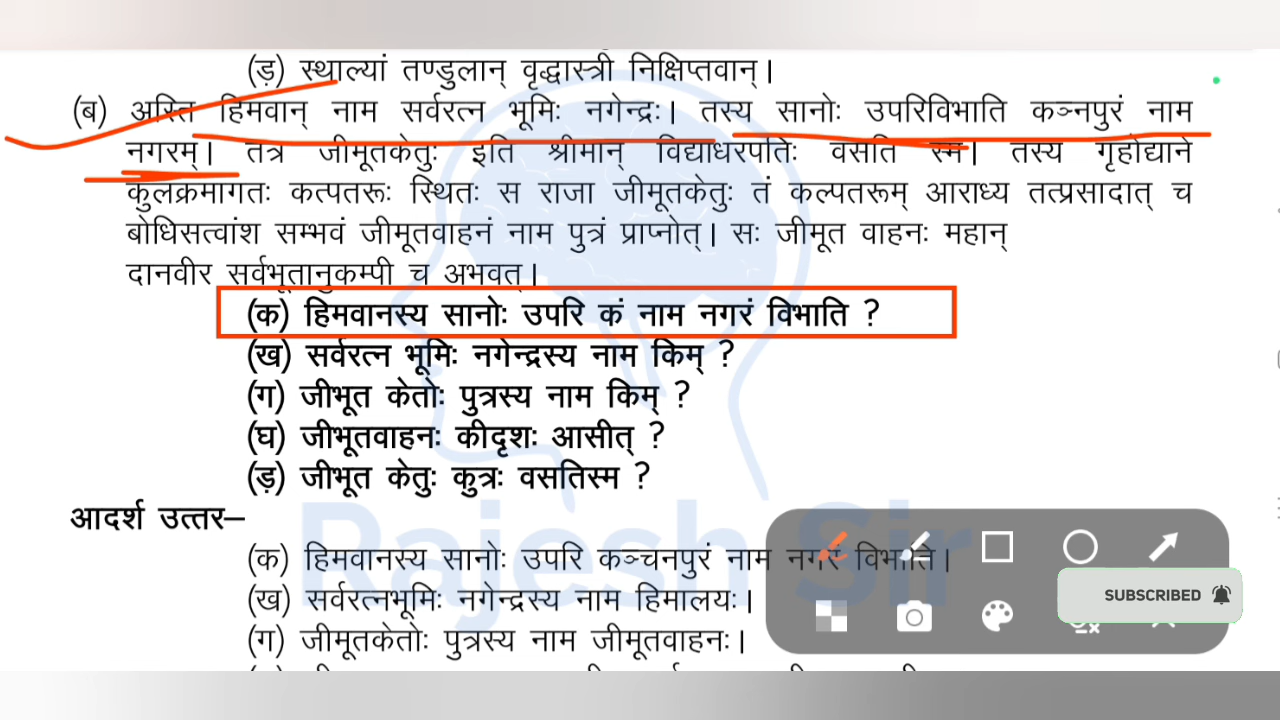 (ड़) स्थाल्यां तण्डुलान् वृद्धास्त्री निक्षिप्तवान्।
(ब) अस्ति हिमवान् नाम सर्वरत्न भूमिः नगेन्द्रः। तस्य सानोः उपरिविभाति कञ्नपुरं नाम
नगरम्। तत्र जीमूतकेतुः इति श्रीमान् विद्याधरपतिः वसति स्म। तस्य गृहोद्याने
कुलक्रमागतः कत्पतरूः स्थितः स राजा जीमूतकेतुः तं कल्पतरूम् आराध्य तत्प्रसादात् च
बोधिसत्वांश सम्भवं जीमूतवाहनं नाम पुत्रं प्राप्नोत्। सः जीमूत वाहनः महान्
दानवीर सर्वभूतानुकम्पी च अभवत्।
(क) हिमवानस्य सानोः उपरि कं नाम नगरं विभाति ?
(ख) सर्वरत्न भूमिः नगेन्द्रस्य नाम किम् ?
(ग) जीभूत केतोः पुत्रस्य नाम किम् ?
(घ) जीभूतवाहनः कीदृशः आसीत् ?
(ड़) जीभूत केतुः कुत्रः वसतिस्म ?
आदर्श उत्तर–
(क) हिमवानस्य सानोः उपरि कञ्चनपुरं नाम नगरं विभाति।
(ख) सर्वरत्नभूमिः नगेन्द्रस्य नाम हिमालयः।
(ग) जीमूतकेतोः पुत्रस्य नाम जीमूतवाहनः।
Rajesh Sir
SUBSCRIBED